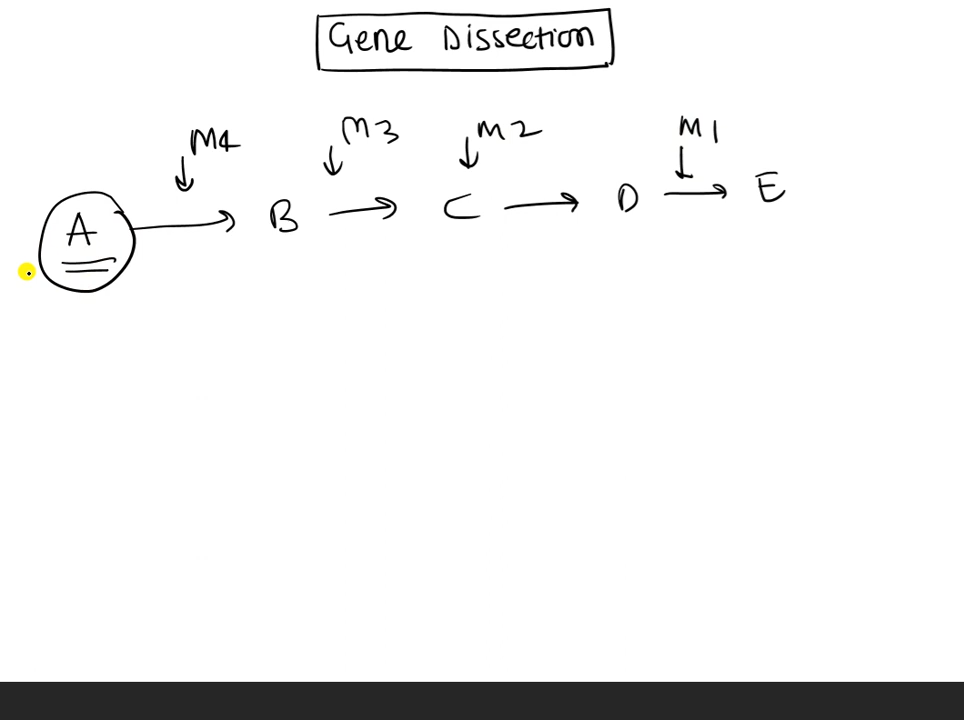 Gene Dissection
M4 M3 M2 M1
A → B → C → D → E